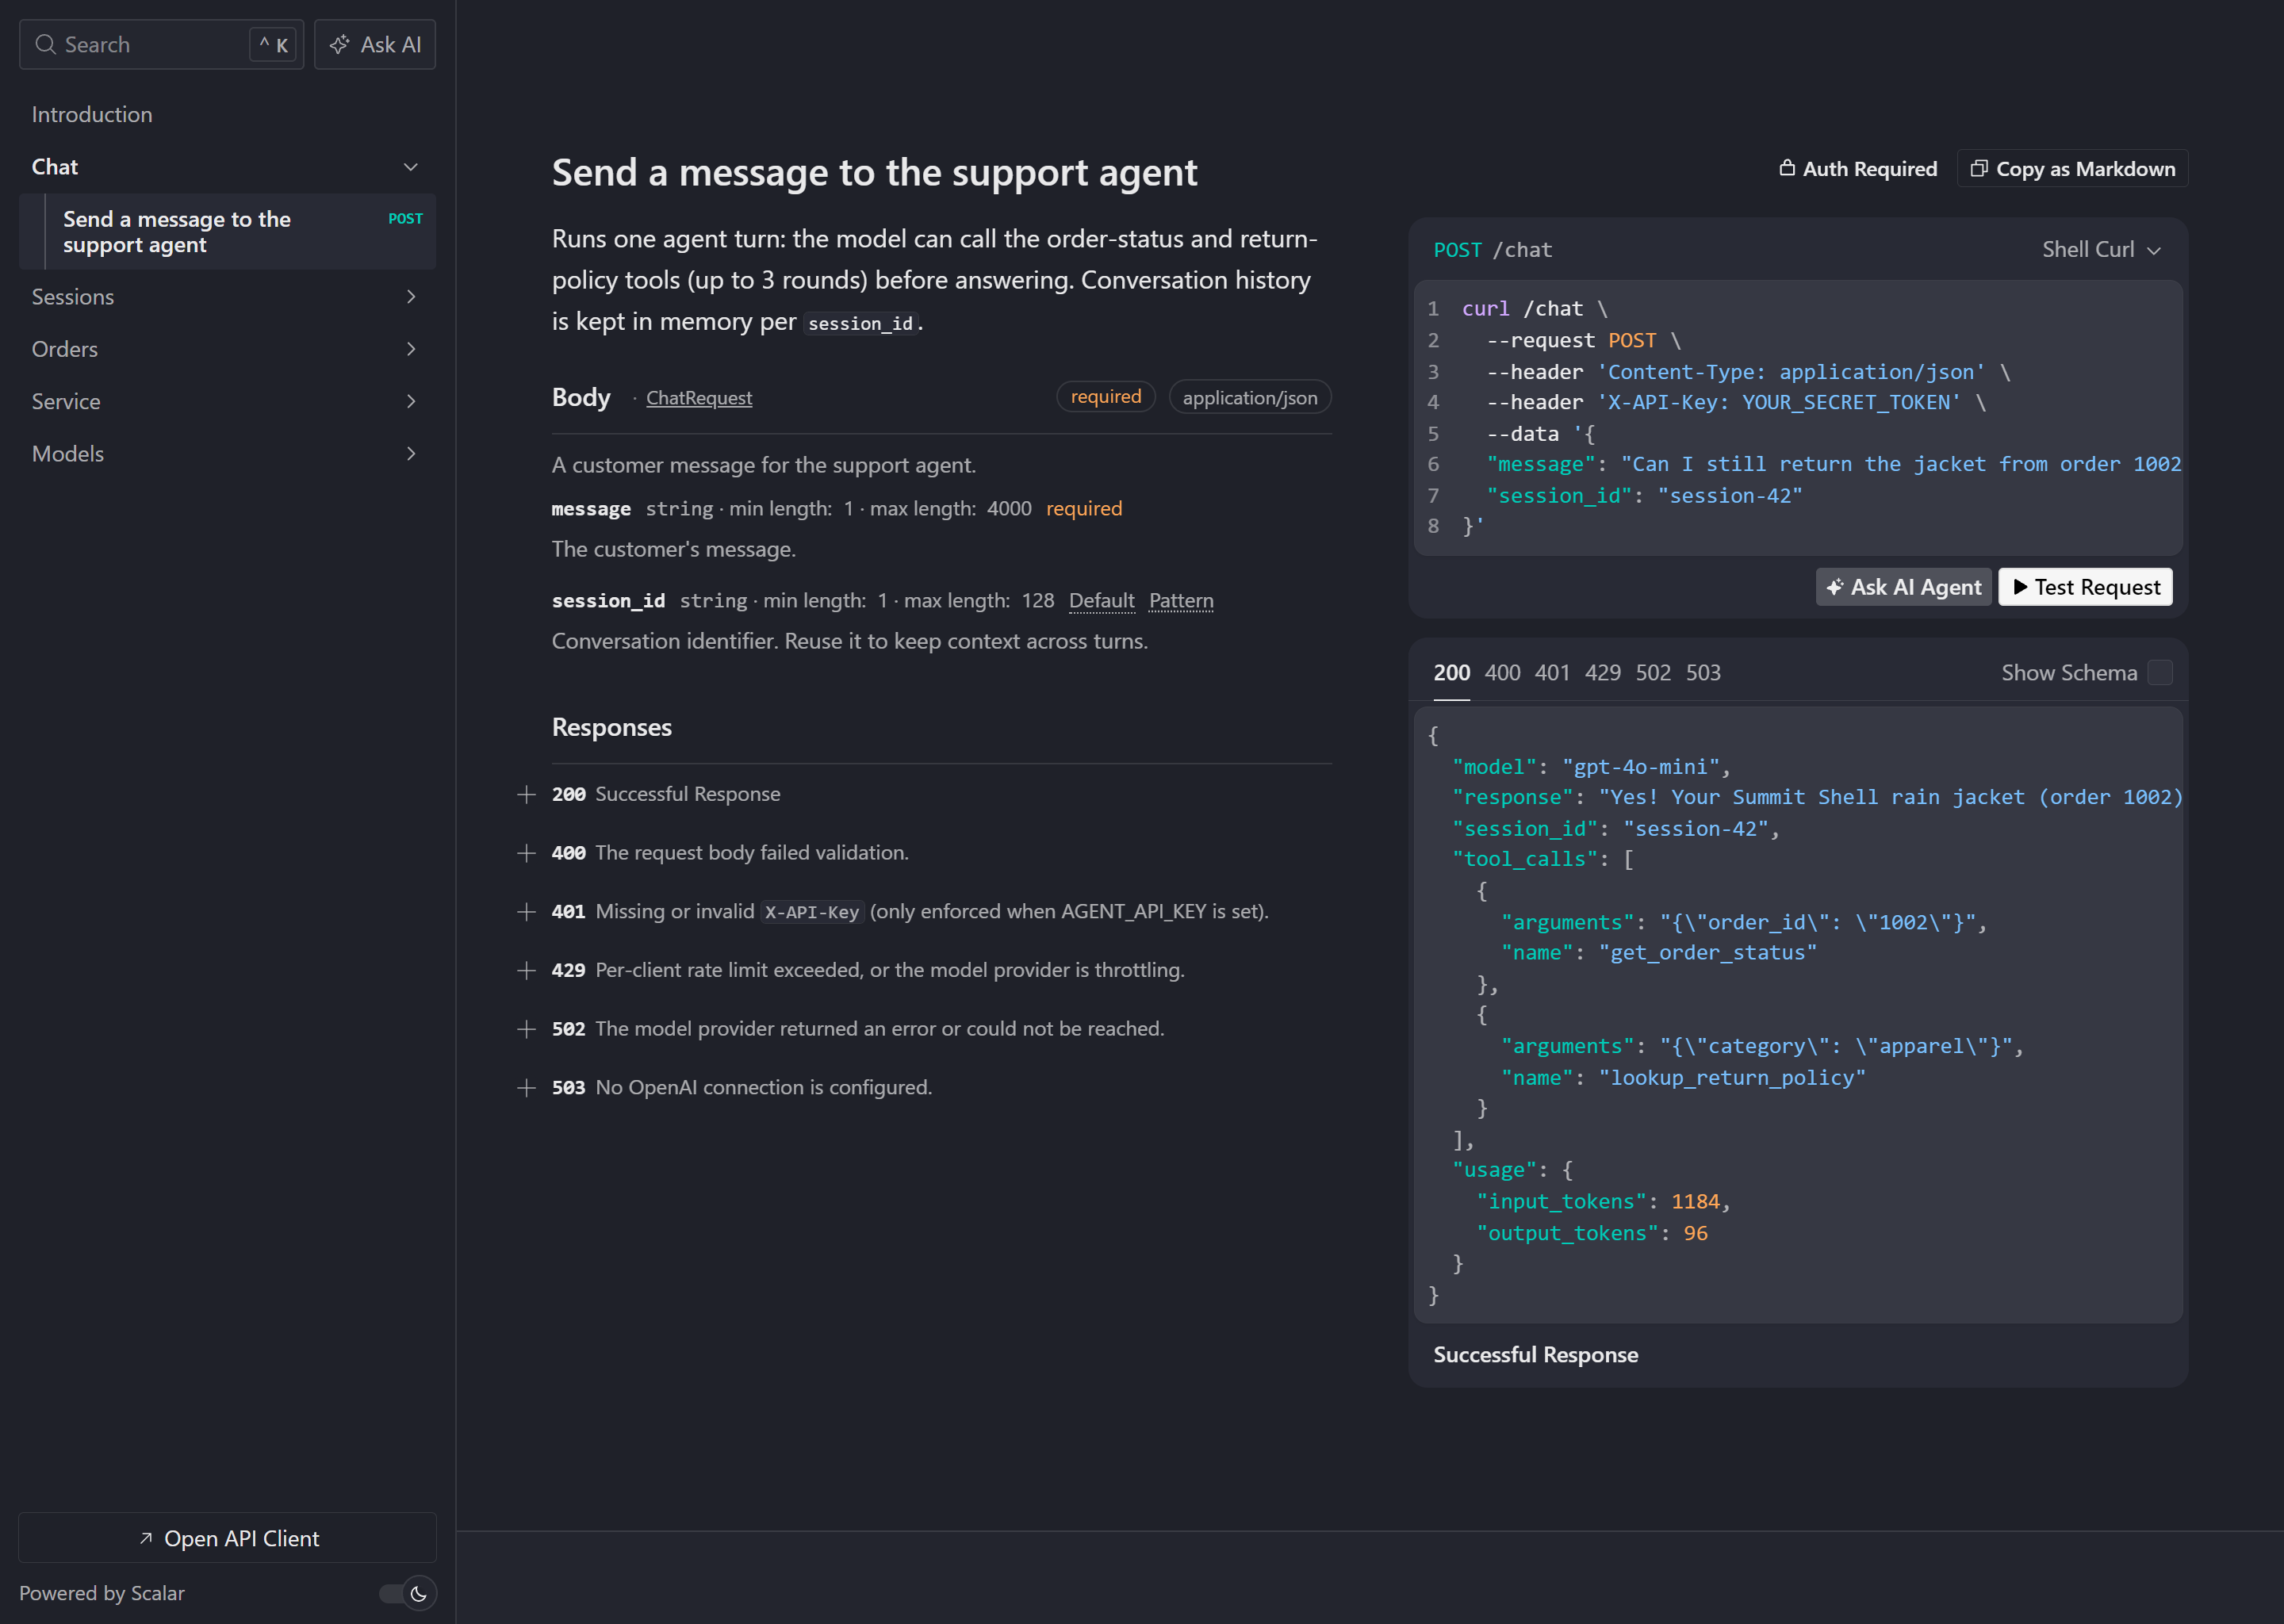 Search
^ K
Ask AI
Introduction
Chat
Send a message to the
support agent
POST
Sessions
Orders
Service
Models
Open API Client
Powered by Scalar
Send a message to the support agent
Runs one agent turn: the model can call the order-status and return-
policy tools (up to 3 rounds) before answering. Conversation history
is kept in memory per session_id.
Body · ChatRequest required application/json
A customer message for the support agent.
message string · min length: 1 · max length: 4000 required
The customer's message.
session_id string · min length: 1 · max length: 128 Default Pattern
Conversation identifier. Reuse it to keep context across turns.
Responses
200 Successful Response
400 The request body failed validation.
401 Missing or invalid X-API-Key (only enforced when AGENT_API_KEY is set).
429 Per-client rate limit exceeded, or the model provider is throttling.
502 The model provider returned an error or could not be reached.
503 No OpenAI connection is configured.
Auth Required
Copy as Markdown
POST /chat
Shell Curl
1 curl /chat \
2 --request POST \
3 --header 'Content-Type: application/json' \
4 --header 'X-API-Key: YOUR_SECRET_TOKEN' \
5 --data '{
6 "message": "Can I still return the jacket from order 1002
7 "session_id": "session-42"
8 }'
Ask AI Agent
Test Request
200 400 401 429 502 503
Show Schema
{
"model": "gpt-4o-mini",
"response": "Yes! Your Summit Shell rain jacket (order 1002)
"session_id": "session-42",
"tool_calls": [
{
"arguments": "{\"order_id\": \"1002\"}",
"name": "get_order_status"
},
{
"arguments": "{\"category\": \"apparel\"}",
"name": "lookup_return_policy"
}
],
"usage": {
"input_tokens": 1184,
"output_tokens": 96
}
}
Successful Response